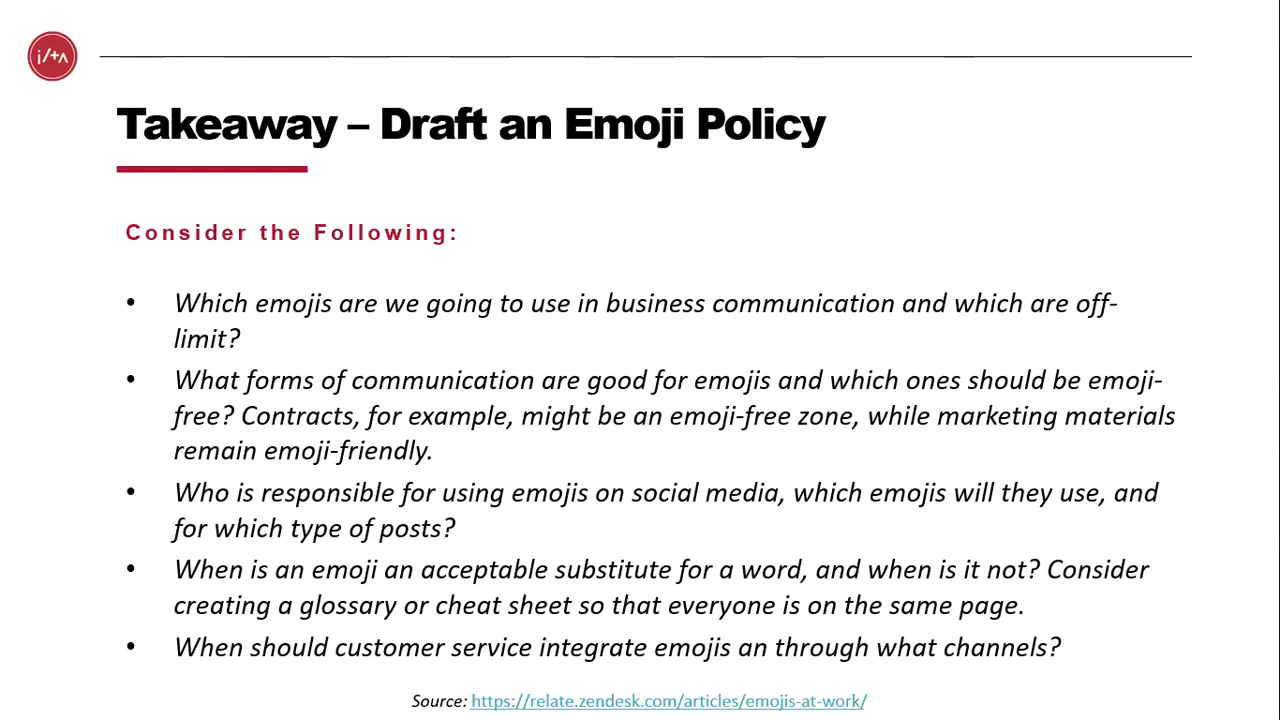 i/tʌ
Takeaway – Draft an Emoji Policy
Consider the Following:
• Which emojis are we going to use in business communication and which are off-
limit?
• What forms of communication are good for emojis and which ones should be emoji-
free? Contracts, for example, might be an emoji-free zone, while marketing materials
remain emoji-friendly.
• Who is responsible for using emojis on social media, which emojis will they use, and
for which type of posts?
• When is an emoji an acceptable substitute for a word, and when is it not? Consider
creating a glossary or cheat sheet so that everyone is on the same page.
• When should customer service integrate emojis an through what channels?
Source: https://relate.zendesk.com/articles/emojis-at-work/